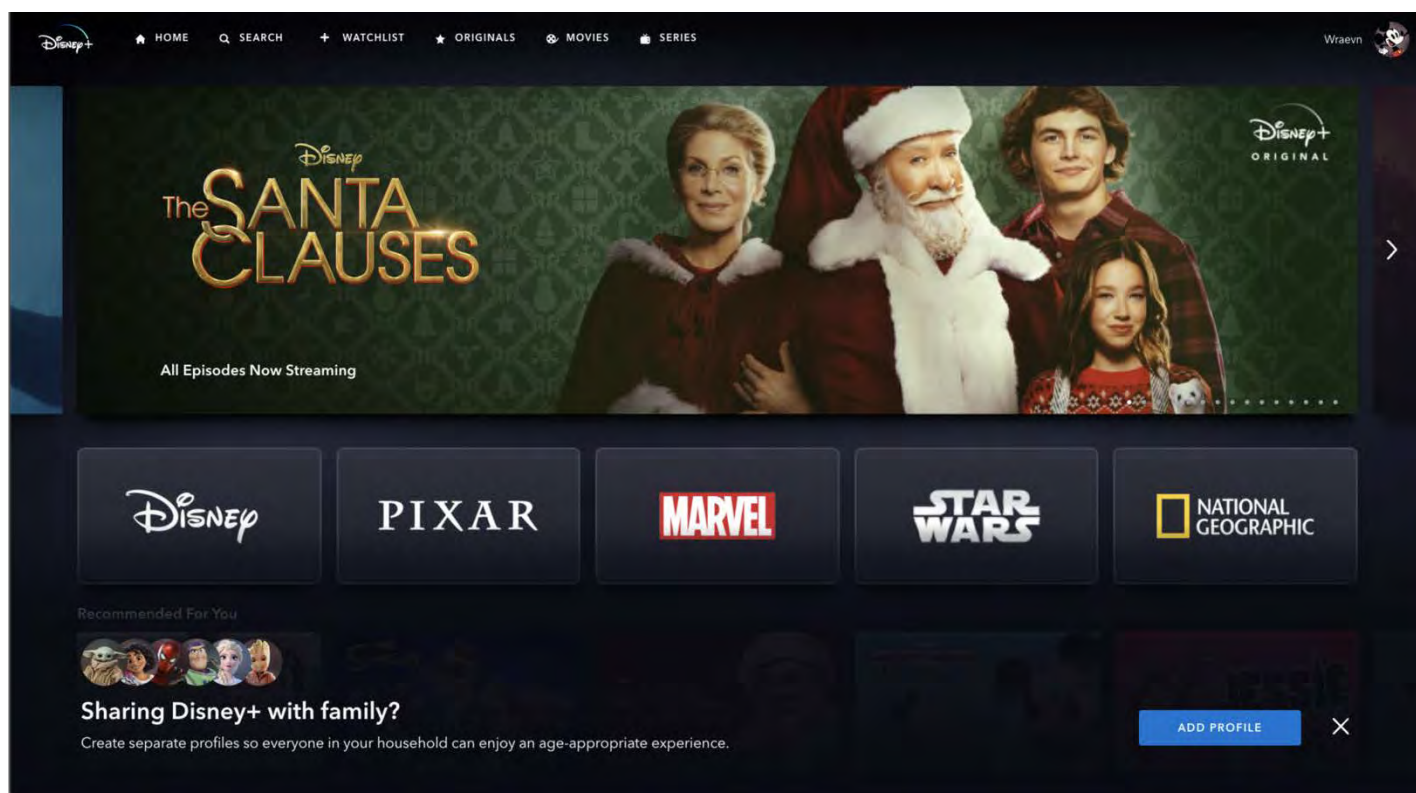 Disney+
HOME
SEARCH
WATCHLIST
ORIGINALS
MOVIES
SERIES
Wraevn
Disney
The SANTA
CLAUSES
All Episodes Now Streaming
Disney+
ORIGINAL
Disney
PIXAR
MARVEL
STAR
WARS
NATIONAL
GEOGRAPHIC
Recommended For You
JESSIE
Sharing Disney+ with family?
Create separate profiles so everyone in your household can enjoy an age-appropriate experience.
ADD PROFILE